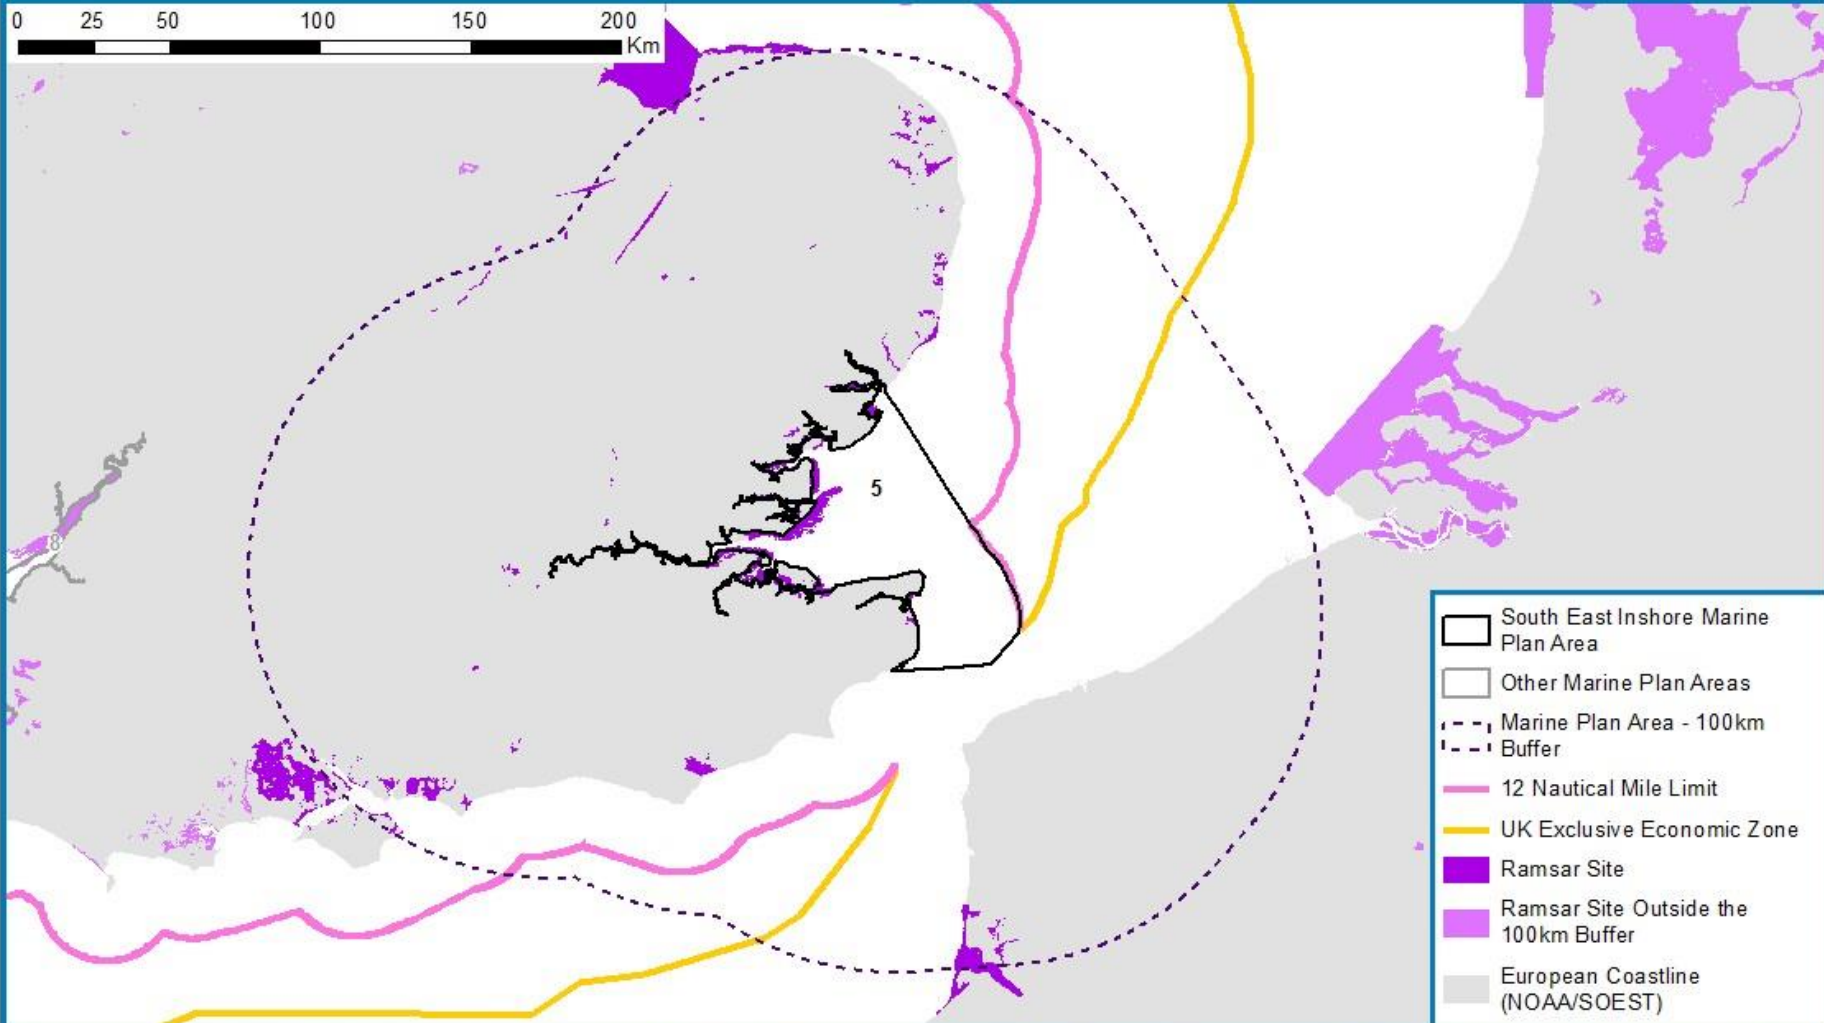 0 25 50 100 150 200
Km
5
8
South East Inshore Marine
Plan Area
Other Marine Plan Areas
Marine Plan Area - 100km
Buffer
12 Nautical Mile Limit
UK Exclusive Economic Zone
Ramsar Site
Ramsar Site Outside the
100km Buffer
European Coastline
(NOAA/SOEST)